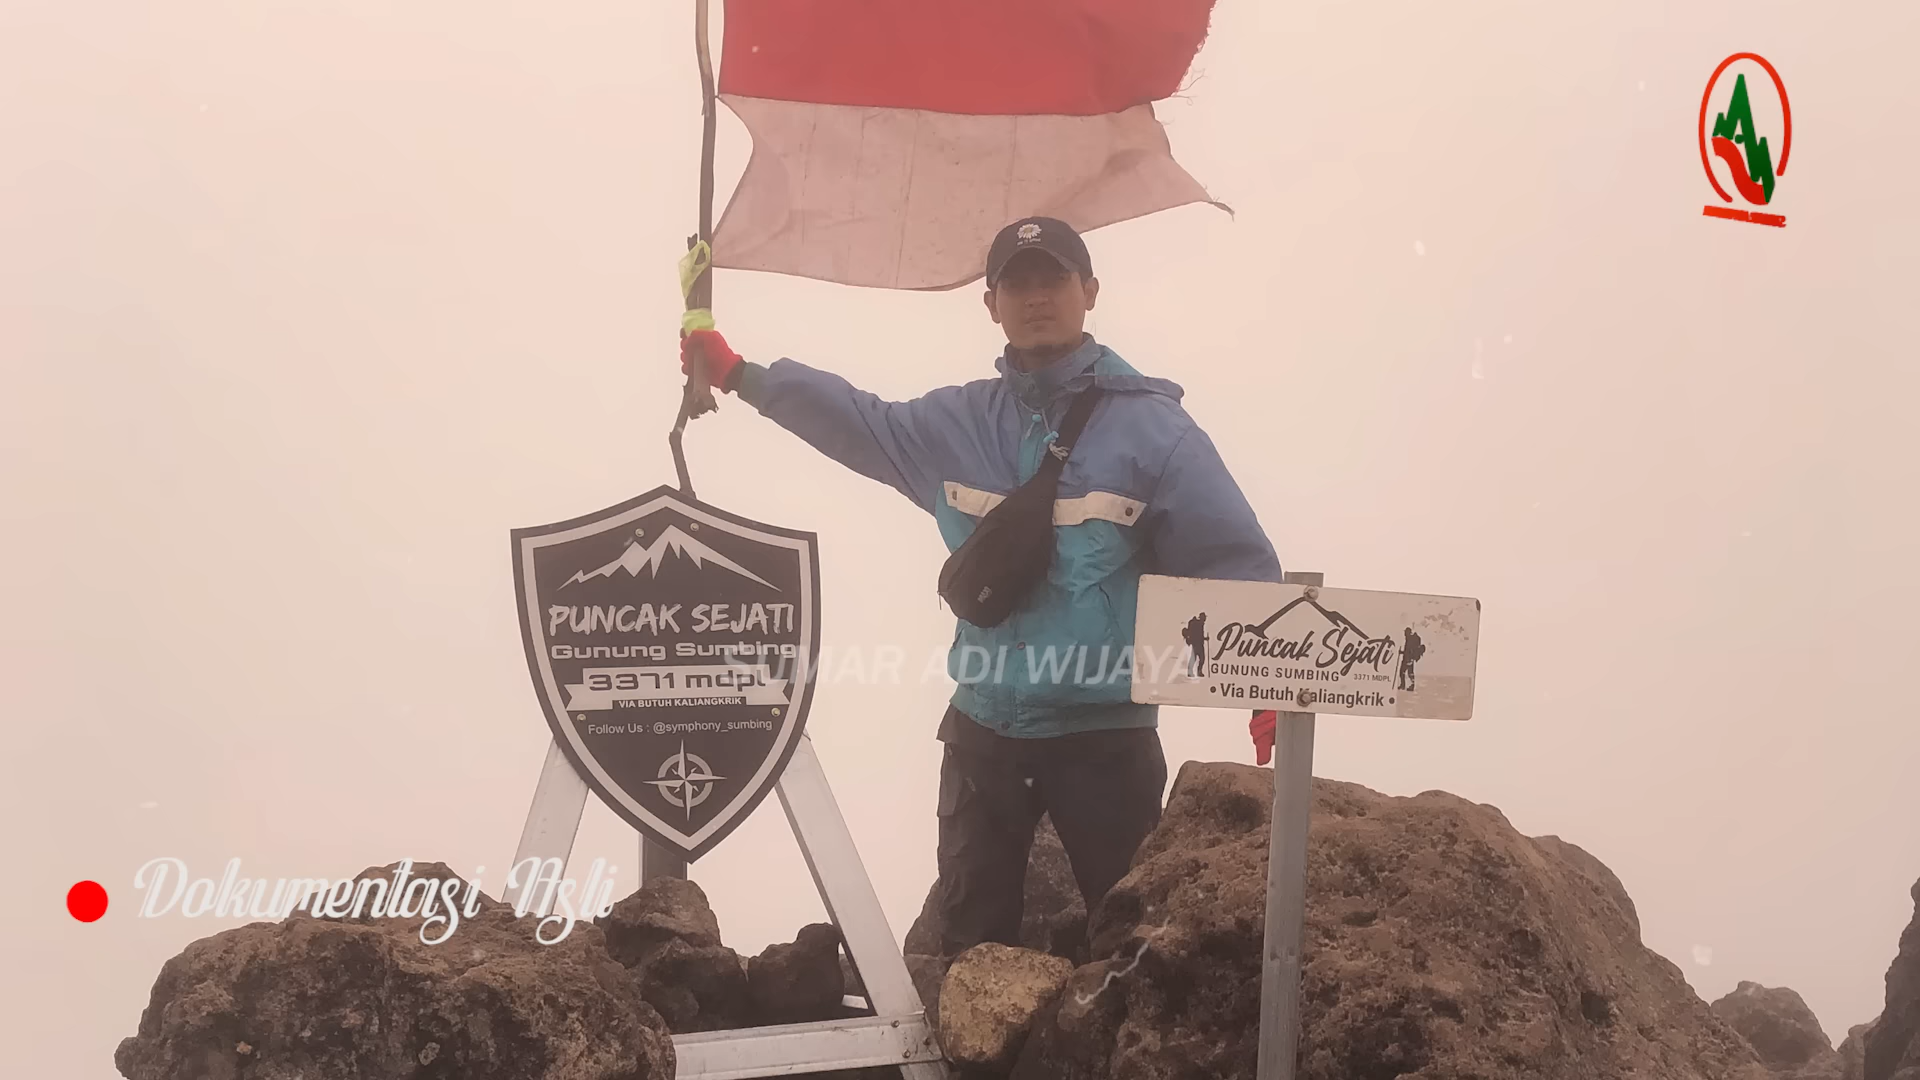 PUNCAK SEJATI
Gunung Sumbing
3371 mdpl
VIA BUTUH KALIANGKRIK
Follow Us : @symphony_sumbing
SUMAR ADI WIJAYA
Puncak Sejati
GUNUNG SUMBING 3371 MDPL
• Via Butuh Kaliangkrik •
Dokumentasi Asli